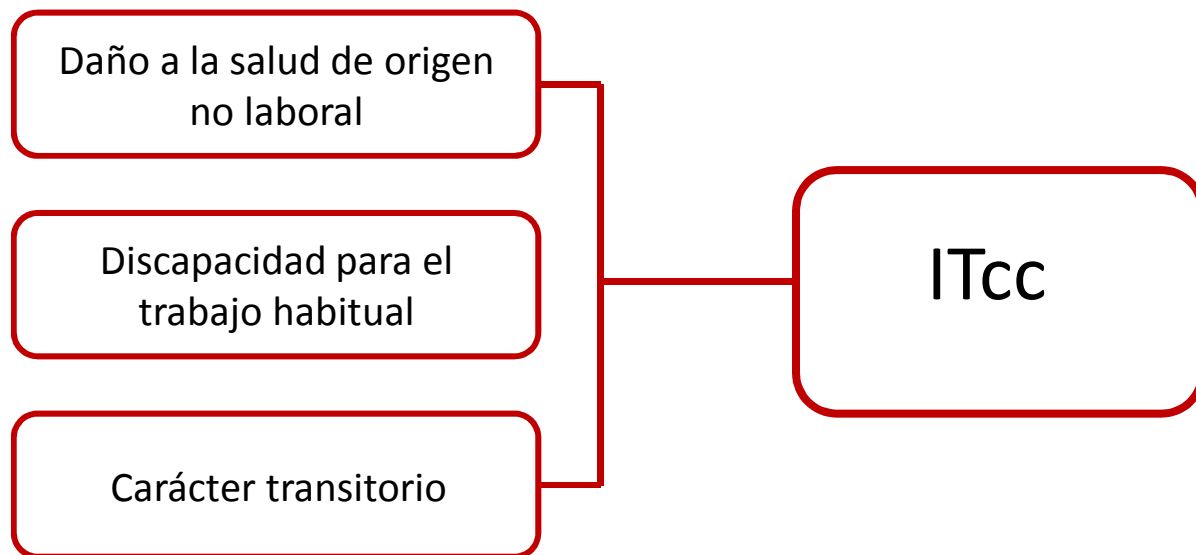 Daño a la salud de origen
no laboral
Discapacidad para el
trabajo habitual
Carácter transitorio
ITcc